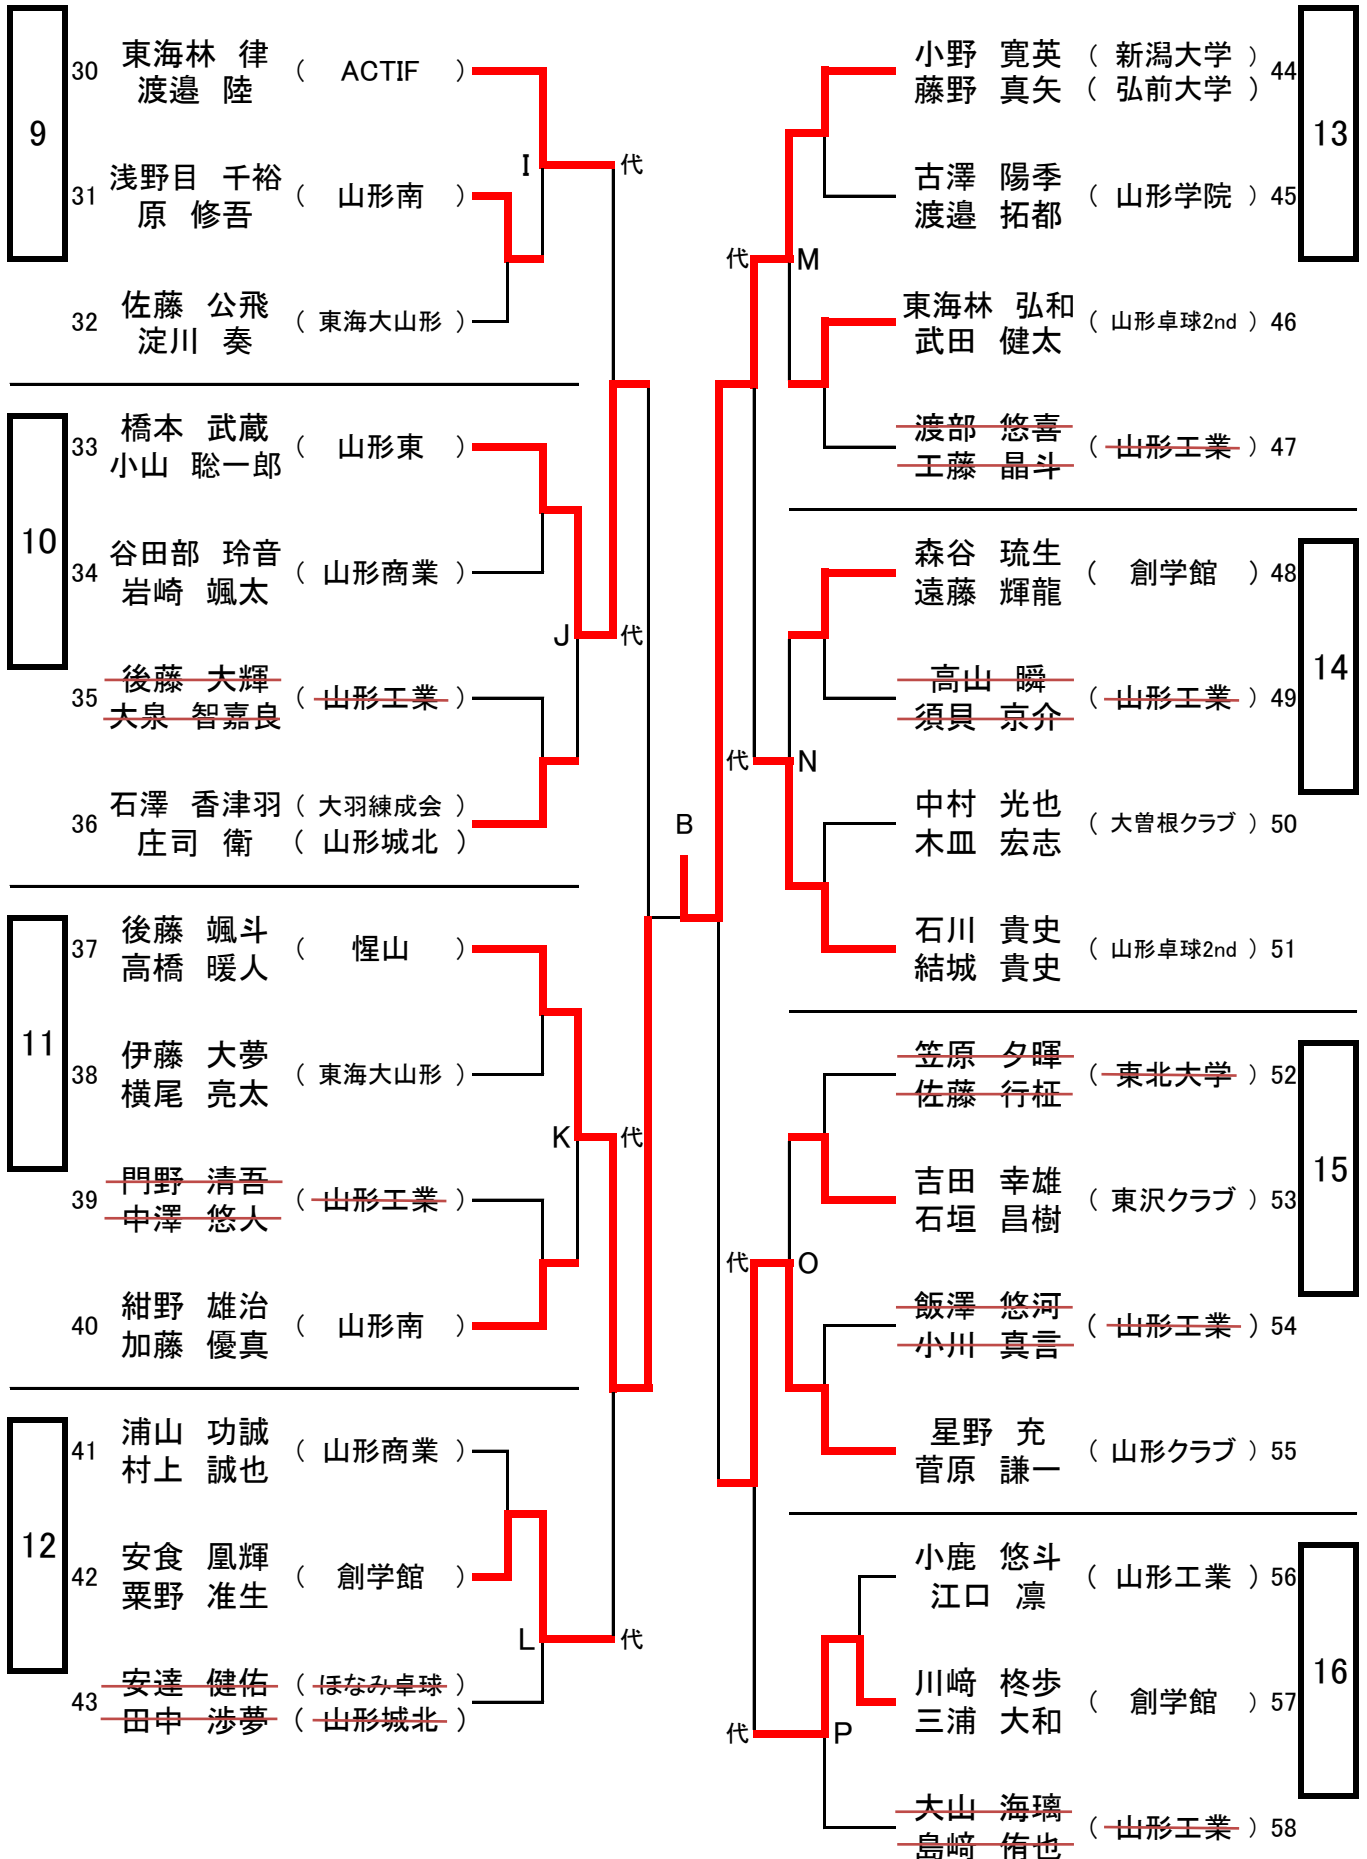 9
30 東海林 律 ( ACTIF )
渡邉 陸
I 代
31 浅野目 千裕 ( 山形南 )
原 修吾
32 佐藤 公飛 ( 東海大山形 )
淀川 奏
10
33 橋本 武蔵 ( 山形東 )
小山 聡一郎
34 谷田部 玲音 ( 山形商業 )
岩崎 颯太
J 代
35 後藤 大輝 ( 山形工業 )
大泉 智嘉良
36 石澤 香津羽 ( 大羽練成会 )
庄司 衛 ( 山形城北 )
11
37 後藤 颯斗 ( 惺山 )
高橋 暖人
38 伊藤 大夢 ( 東海大山形 )
横尾 亮太
K 代
39 門野 清吾 ( 山形工業 )
中澤 悠人
40 紺野 雄治 ( 山形南 )
加藤 優真
12
41 浦山 功誠 ( 山形商業 )
村上 誠也
42 安食 凰輝 ( 創学館 )
粟野 准生
L 代
43 安達 健佑 ( ほなみ卓球 )
田中 渉夢 ( 山形城北 )
B
13
小野 寛英 ( 新潟大学 ) 44
藤野 真矢 ( 弘前大学 )
古澤 陽季 ( 山形学院 ) 45
渡邉 拓都
代 M
東海林 弘和 ( 山形卓球2nd ) 46
武田 健太
渡部 悠喜 ( 山形工業 ) 47
工藤 晶斗
14
森谷 琉生 ( 創学館 ) 48
遠藤 輝龍
高山 瞬 ( 山形工業 ) 49
須貝 京介
代 N
中村 光也 ( 大曽根クラブ ) 50
木皿 宏志
石川 貴史 ( 山形卓球2nd ) 51
結城 貴史
15
笠原 夕暉 ( 東北大学 ) 52
佐藤 行柾
吉田 幸雄 ( 東沢クラブ ) 53
石垣 昌樹
代 O
飯澤 悠河 ( 山形工業 ) 54
小川 真言
星野 充 ( 山形クラブ ) 55
菅原 謙一
16
小鹿 悠斗 ( 山形工業 ) 56
江口 凛
川﨑 柊歩 ( 創学館 ) 57
三浦 大和
代 P
大山 海璃 ( 山形工業 ) 58
島﨑 侑也